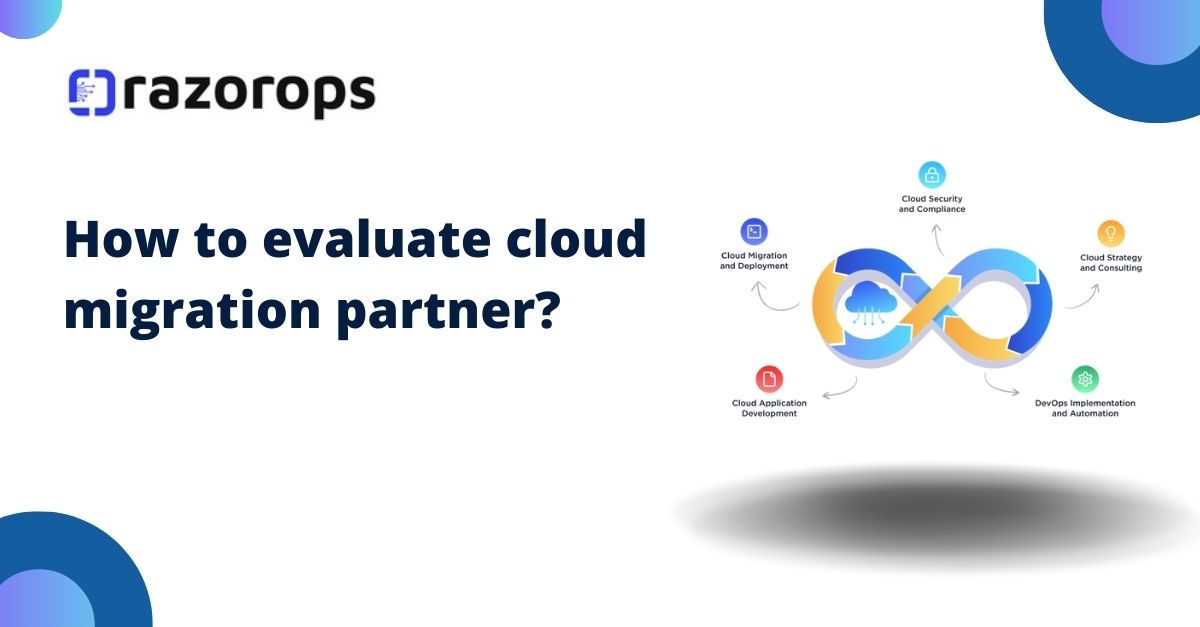 razorops
How to evaluate cloud
migration partner?
Cloud Security
and Compliance
Cloud Migration
and Deployment
Cloud Strategy
and Consulting
Cloud Application
Development
DevOps Implementation
and Automation